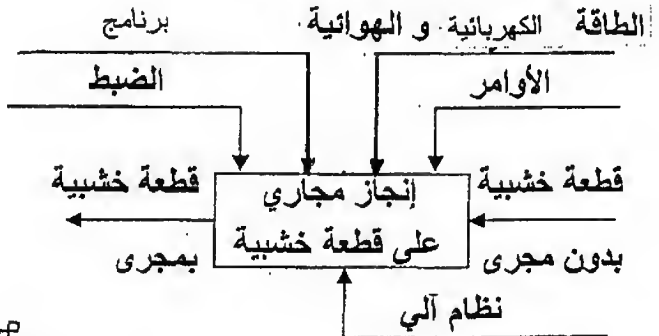 الطاقة الكهربائية و الهوائية
برنامج
الأوامر
الضبط
قطعة خشبية
إنجاز مجاري
قطعة خشبية
بدون مجرى
على قطعة خشبية
بمجرى
نظام آلي